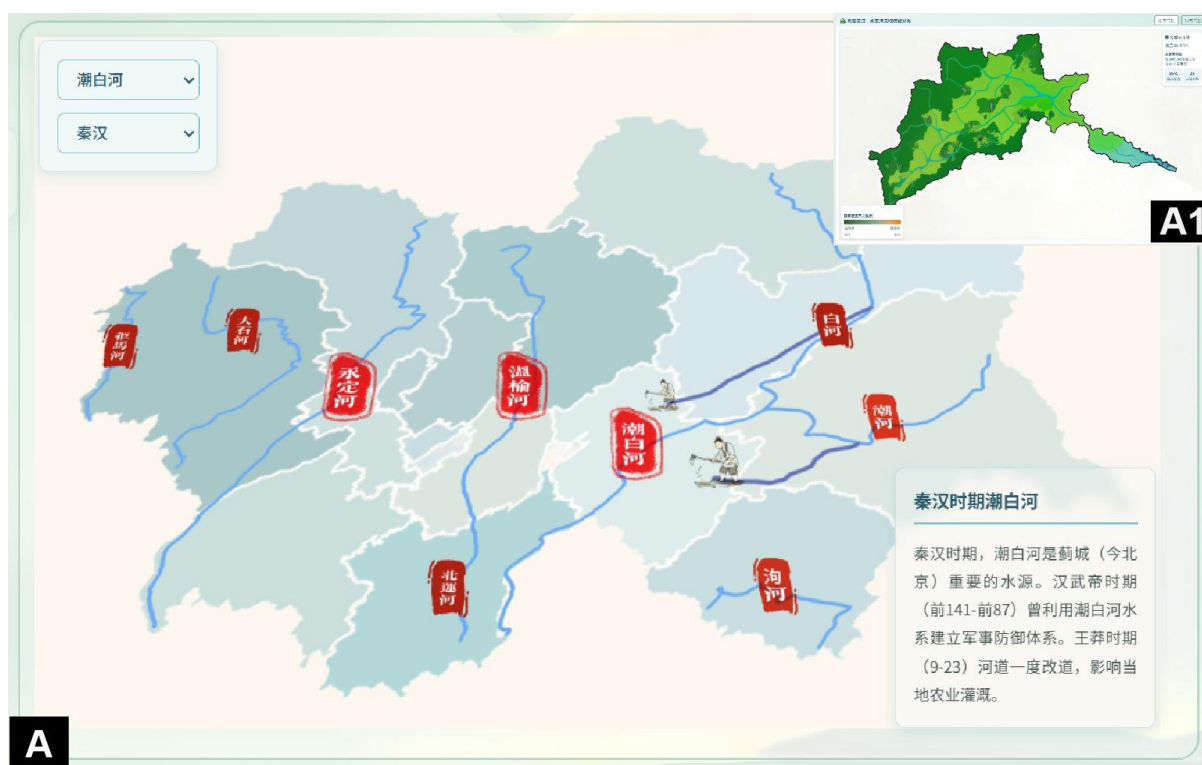 潮白河
秦汉
拒马河
大石河
永定河
温榆河
潮白河
白河
潮河
北運河
泃河
秦汉时期潮白河
秦汉时期，潮白河是蓟城（今北
京）重要的水源。汉武帝时期
（前141-前87）曾利用潮白河水
系建立军事防御体系。王莽时期
（9-23）河道一度改道，影响当
地农业灌溉。
A
A1